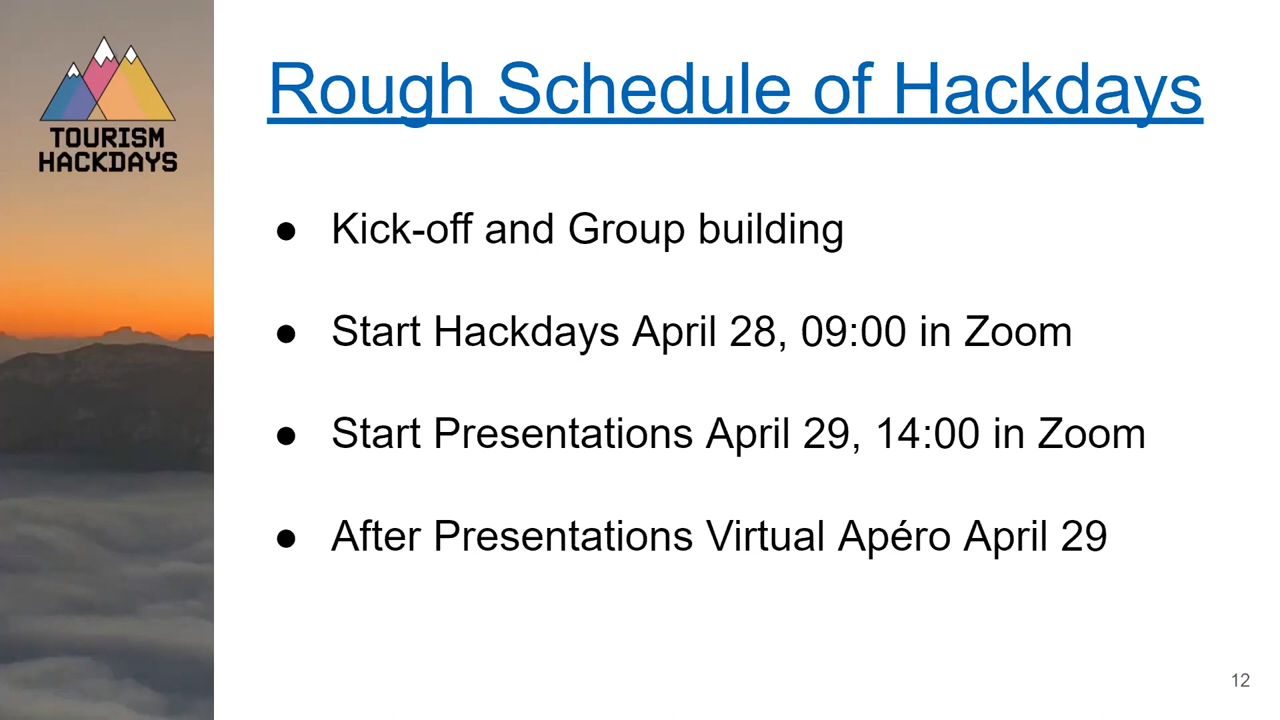 TOURISM
HACKDAYS
Rough Schedule of Hackdays
● Kick-off and Group building
● Start Hackdays April 28, 09:00 in Zoom
● Start Presentations April 29, 14:00 in Zoom
● After Presentations Virtual Apéro April 29
12